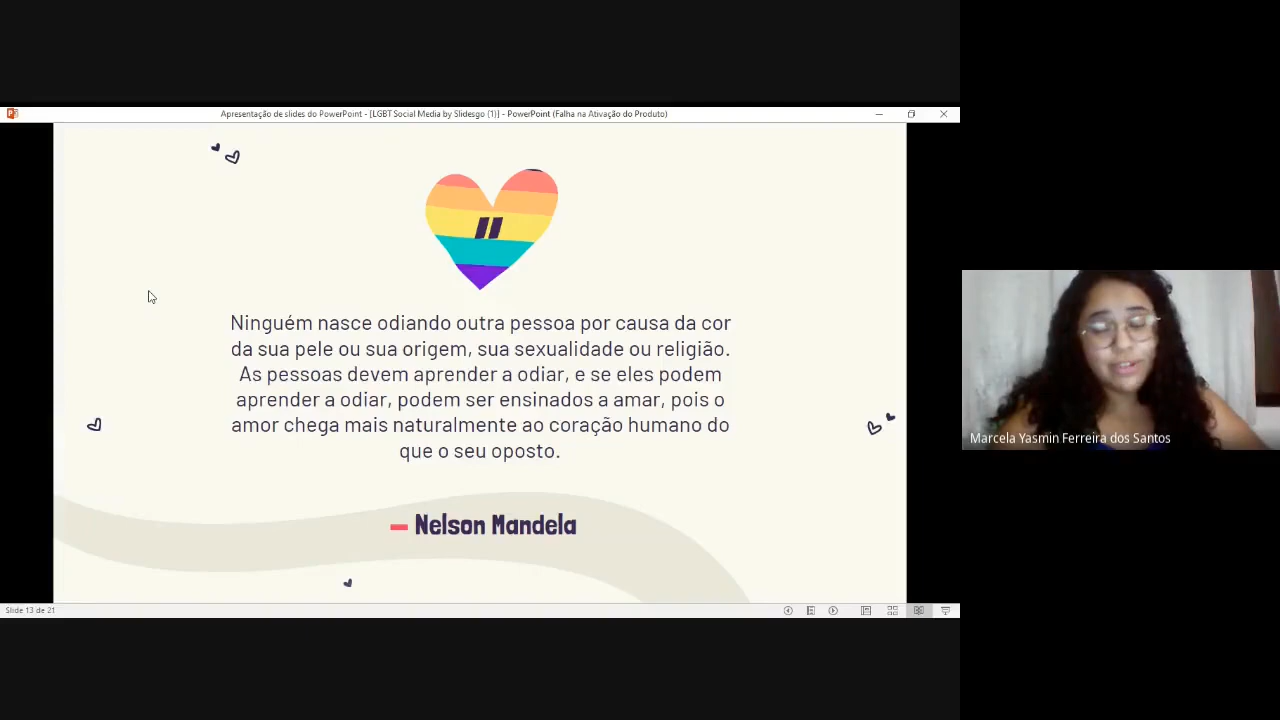 Apresentação de slides do PowerPoint - [LGBT Social Media by Slidesgo (1)] - PowerPoint (Falha na Ativação do Produto)
"
Ninguém nasce odiando outra pessoa por causa da cor
da sua pele ou sua origem, sua sexualidade ou religião.
As pessoas devem aprender a odiar, e se eles podem
aprender a odiar, podem ser ensinados a amar, pois o
amor chega mais naturalmente ao coração humano do
que o seu oposto.
— Nelson Mandela
Marcela Yasmin Ferreira dos Santos
Slide 13 de 21